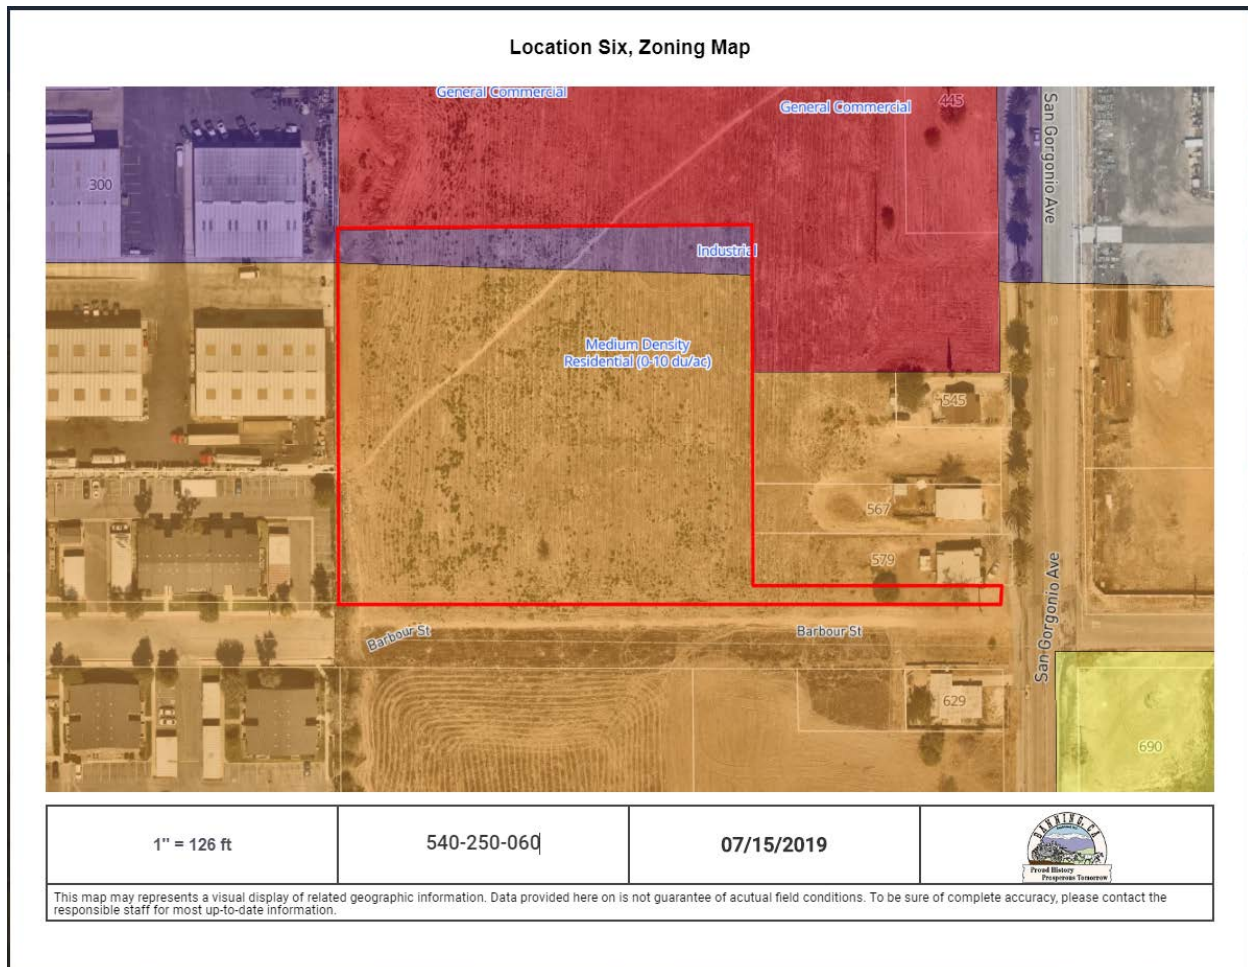 Location Six, Zoning Map
General Commercial
General Commercial
445
San Gorgonio Ave
300
Industrial
Medium Density
Residential (0-10 du/ac)
545
567
579
San Gorgonio Ave
Barbour St
Barbour St
629
690
1" = 126 ft
540-250-060
07/15/2019
BANNING, CA
Proud History
Prosperous Tomorrow
This map may represents a visual display of related geographic information. Data provided here on is not guarantee of acutual field conditions. To be sure of complete accuracy, please contact the
responsible staff for most up-to-date information.